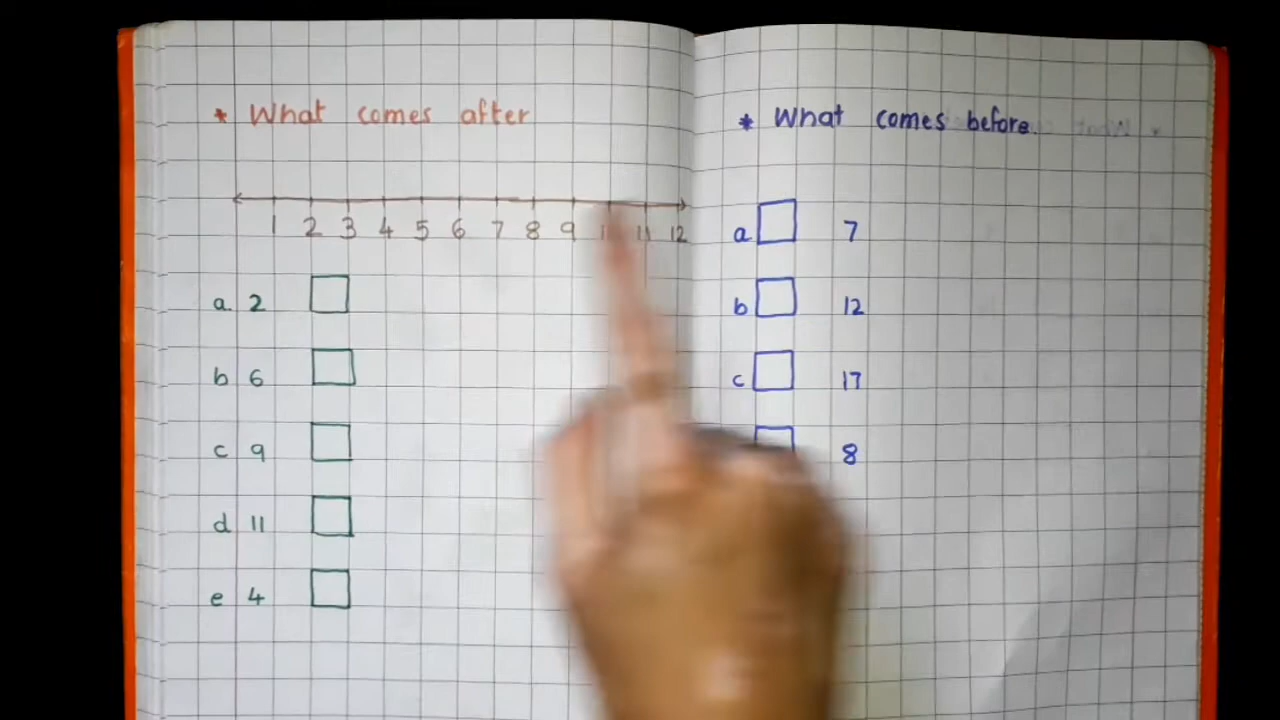 * What comes after
1 2 3 4 5 6 7 8 9 11 12
a. 2
b 6
c 9
d 11
e 4
* What comes before.
a 7
b 12
c 17
8